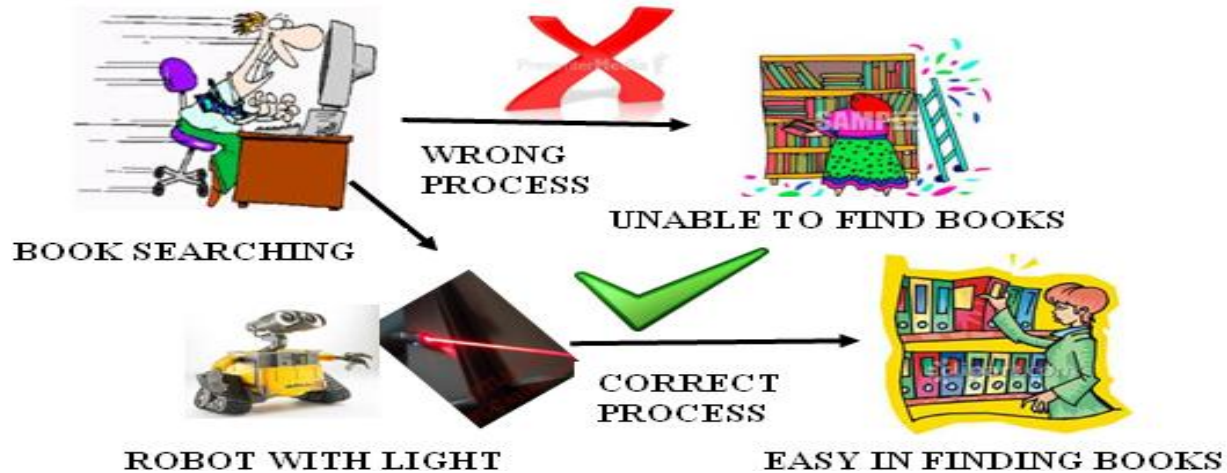 WRONG
PROCESS
SAMPLE
UNABLE TO FIND BOOKS
BOOK SEARCHING
CORRECT
PROCESS
ROBOT WITH LIGHT
EASY IN FINDING BOOKS